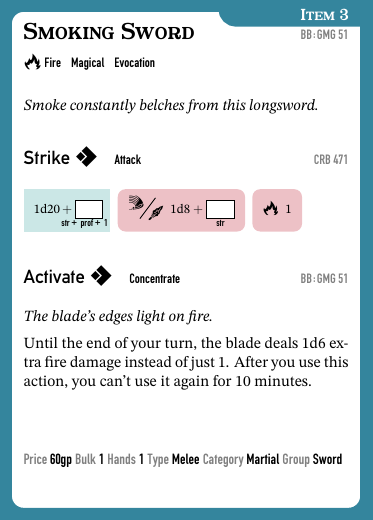 Item 3
Smoking Sword
BB:GMG 51
Fire Magical Evocation
Smoke constantly belches from this longsword.
Strike Attack CRB 471
1d20 + 1d8 + 1
str + prof + 1 str
Activate Concentrate BB:GMG 51
The blade's edges light on fire.
Until the end of your turn, the blade deals 1d6 ex-
tra fire damage instead of just 1. After you use this
action, you can't use it again for 10 minutes.
Price 60gp Bulk 1 Hands 1 Type Melee Category Martial Group Sword